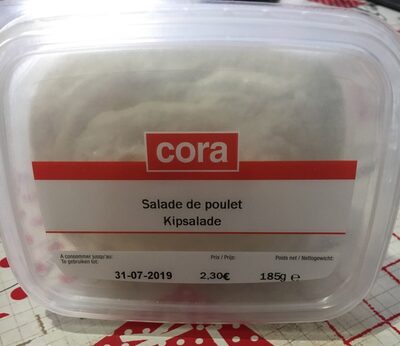 cora
Salade de poulet
Kipsalade
A consommer jusqu'au: Prix / Prijs: Poids net / Nettogewicht:
Te gebruiken tot:
31-07-2019 2,30€ 185g ℮